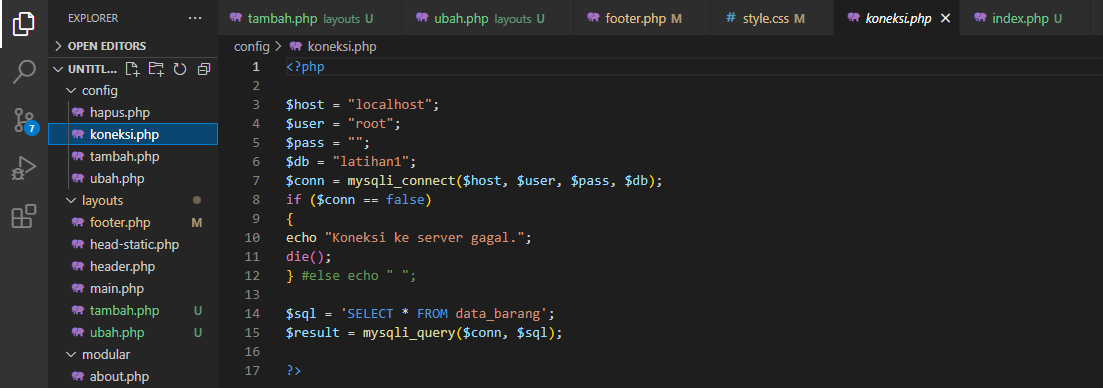 EXPLORER
tambah.php layouts U
ubah.php layouts U
footer.php M
# style.css M
koneksi.php
index.php U
OPEN EDITORS
UNTITL...
config
hapus.php
koneksi.php
tambah.php
ubah.php
layouts
footer.php M
head-static.php
header.php
main.php
tambah.php U
ubah.php U
modular
about.php
7
config > koneksi.php
1 <?php
2
3 $host = "localhost";
4 $user = "root";
5 $pass = "";
6 $db = "latihan1";
7 $conn = mysqli_connect($host, $user, $pass, $db);
8 if ($conn == false)
9 {
10 echo "Koneksi ke server gagal.";
11 die();
12 } #else echo " ";
13
14 $sql = 'SELECT * FROM data_barang';
15 $result = mysqli_query($conn, $sql);
16
17 ?>